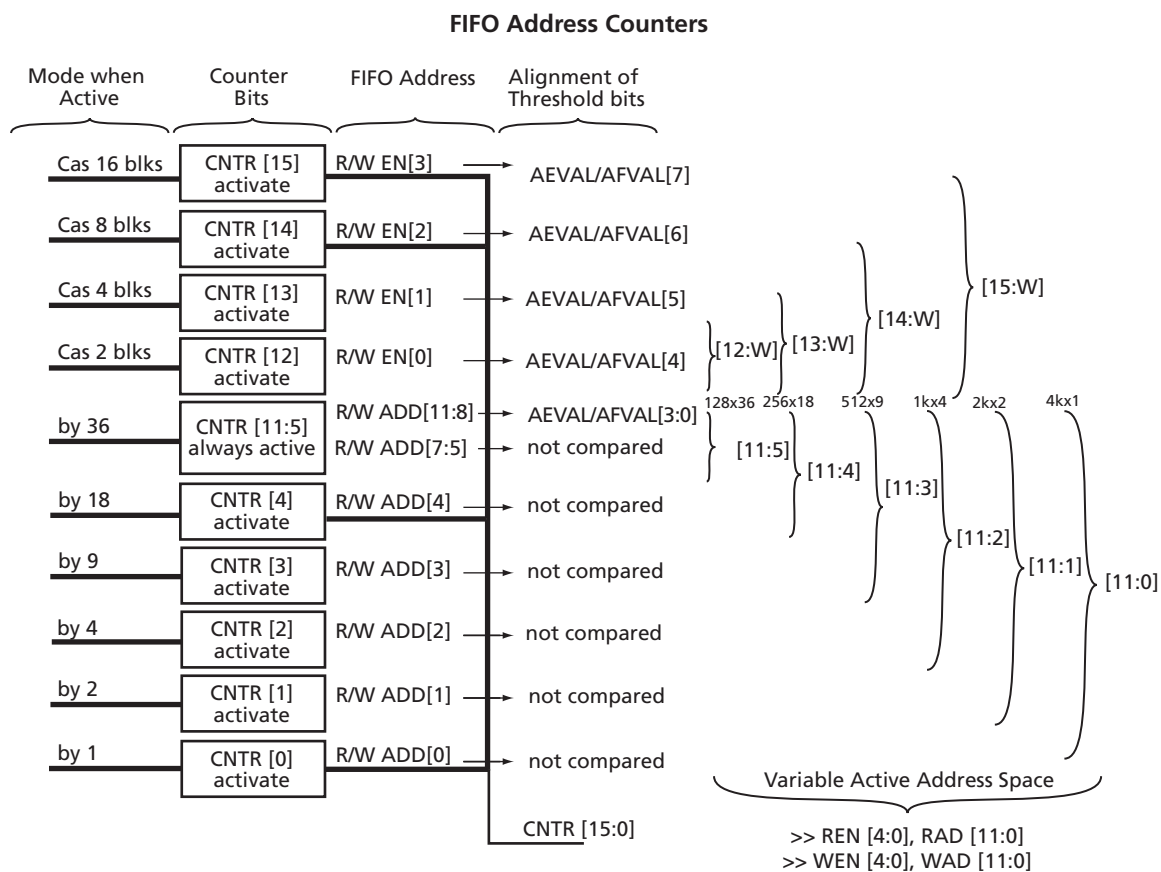 FIFO Address Counters
Mode when
Active
Counter
Bits
FIFO Address
Alignment of
Threshold bits
Cas 16 blks
CNTR [15]
activate
R/W EN[3]
AEVAL/AFVAL[7]
Cas 8 blks
CNTR [14]
activate
R/W EN[2]
AEVAL/AFVAL[6]
Cas 4 blks
CNTR [13]
activate
R/W EN[1]
AEVAL/AFVAL[5]
Cas 2 blks
CNTR [12]
activate
R/W EN[0]
AEVAL/AFVAL[4]
[12:W]
[13:W]
[14:W]
[15:W]
by 36
CNTR [11:5]
always active
R/W ADD[11:8]
AEVAL/AFVAL[3:0]
R/W ADD[7:5]
not compared
128x36
256x18
512x9
1kx4
2kx2
4kx1
[11:5]
[11:4]
[11:3]
[11:2]
[11:1]
[11:0]
by 18
CNTR [4]
activate
R/W ADD[4]
not compared
by 9
CNTR [3]
activate
R/W ADD[3]
not compared
by 4
CNTR [2]
activate
R/W ADD[2]
not compared
by 2
CNTR [1]
activate
R/W ADD[1]
not compared
by 1
CNTR [0]
activate
R/W ADD[0]
not compared
CNTR [15:0]
Variable Active Address Space
>> REN [4:0], RAD [11:0]
>> WEN [4:0], WAD [11:0]